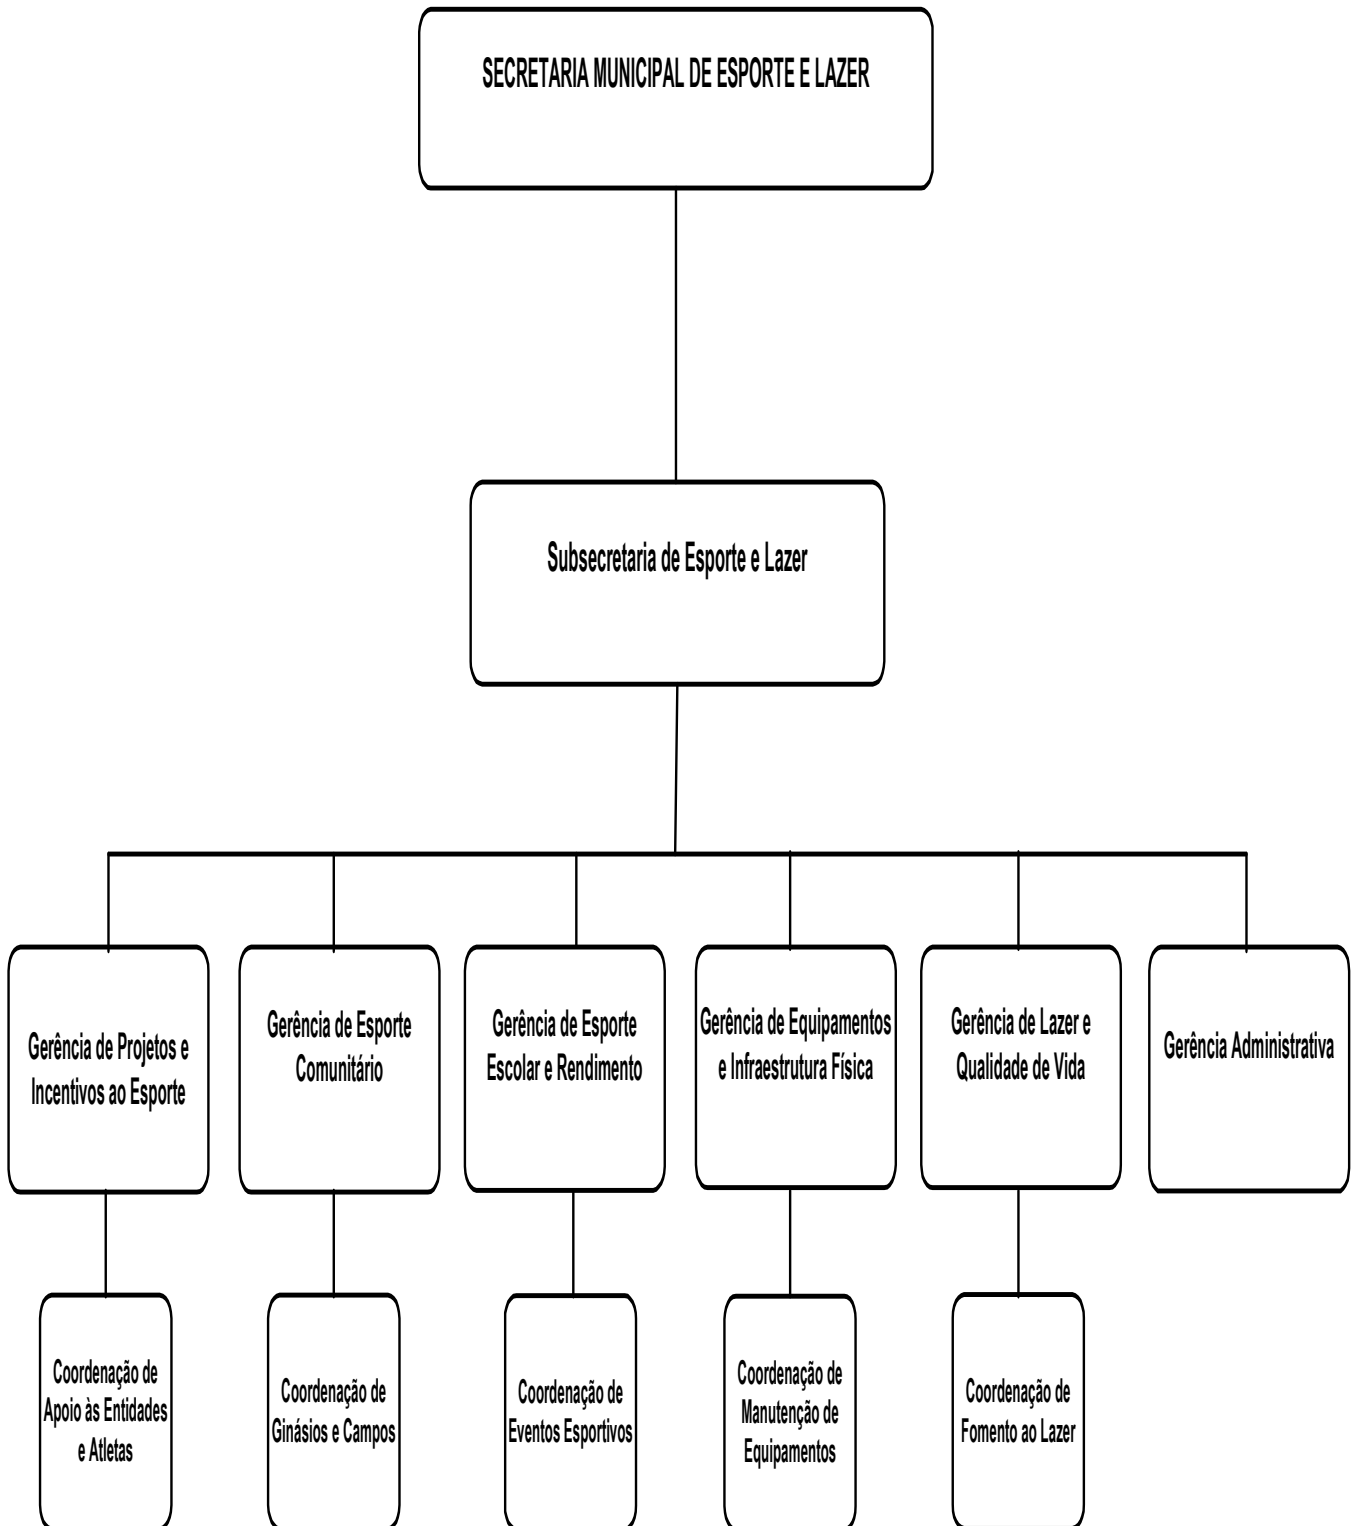 SECRETARIA MUNICIPAL DE ESPORTE E LAZER
Subsecretaria de Esporte e Lazer
Gerência de Projetos e
Incentivos ao Esporte
Gerência de Esporte
Comunitário
Gerência de Esporte
Escolar e Rendimento
Gerência de Equipamentos
e Infraestrutura Física
Gerência de Lazer e
Qualidade de Vida
Gerência Administrativa
Coordenação de
Apoio às Entidades
e Atletas
Coordenação de
Ginásios e Campos
Coordenação de
Eventos Esportivos
Coordenação de
Manutenção de
Equipamentos
Coordenação de
Fomento ao Lazer